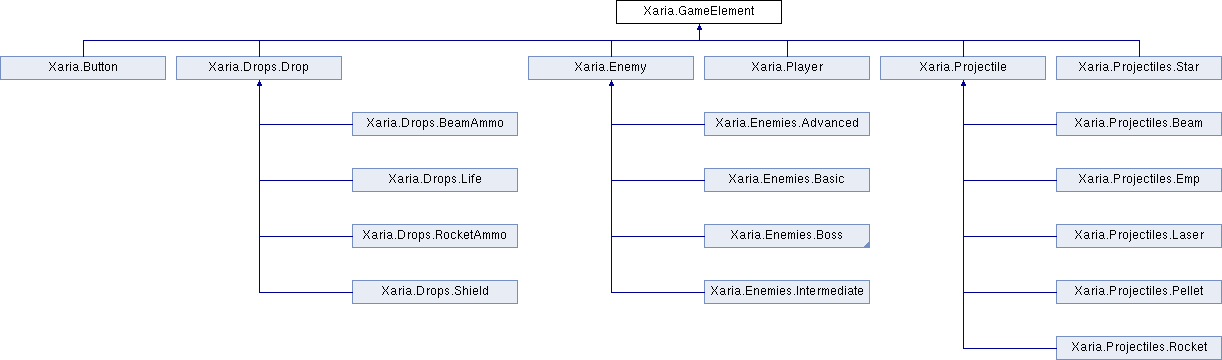 Xaria.GameElement
Xaria.Button
Xaria.Drops.Drop
Xaria.Enemy
Xaria.Player
Xaria.Projectile
Xaria.Projectiles.Star
Xaria.Drops.BeamAmmo
Xaria.Enemies.Advanced
Xaria.Projectiles.Beam
Xaria.Drops.Life
Xaria.Enemies.Basic
Xaria.Projectiles.Emp
Xaria.Drops.RocketAmmo
Xaria.Enemies.Boss
Xaria.Projectiles.Laser
Xaria.Drops.Shield
Xaria.Enemies.Intermediate
Xaria.Projectiles.Pellet
Xaria.Projectiles.Rocket